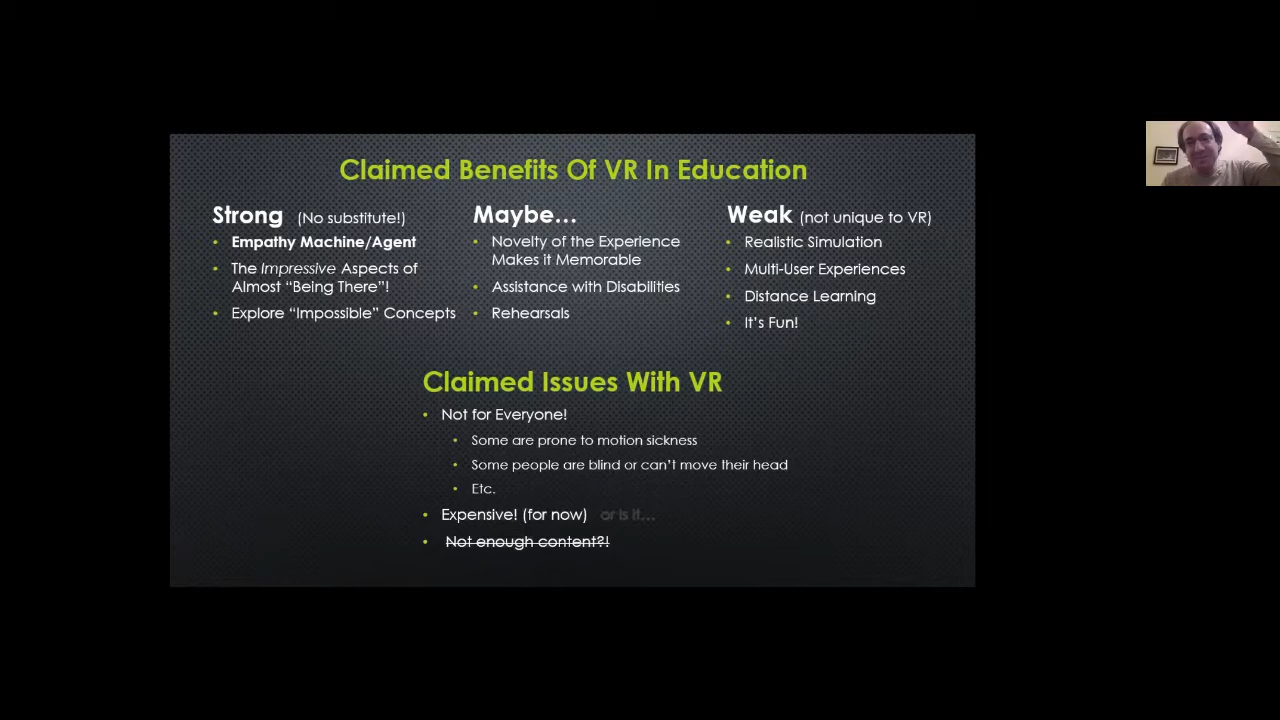 Claimed Benefits Of VR In Education
Strong (No substitute!)
• Empathy Machine/Agent
• The Impressive Aspects of
Almost “Being There”!
• Explore “Impossible” Concepts
Maybe...
• Novelty of the Experience
Makes it Memorable
• Assistance with Disabilities
• Rehearsals
Weak (not unique to VR)
• Realistic Simulation
• Multi-User Experiences
• Distance Learning
• It’s Fun!
Claimed Issues With VR
• Not for Everyone!
• Some are prone to motion sickness
• Some people are blind or can’t move their head
• Etc.
• Expensive! (for now) or is it...
• Not enough content?!